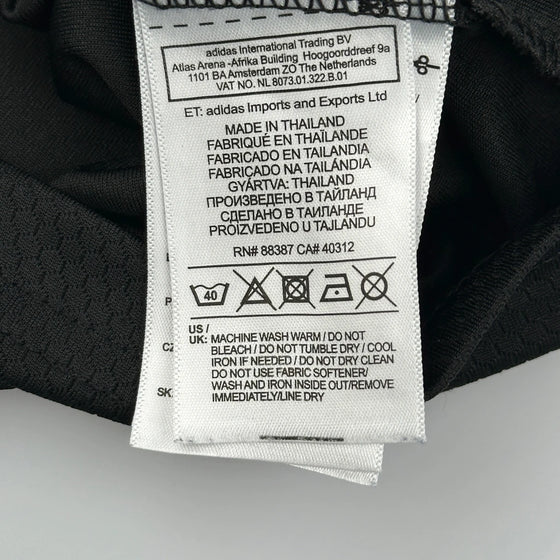 adidas International Trading BV
Atlas Arena -Afrika Building Hoogoorddreef 9a
1101 BA Amsterdam ZO The Netherlands
VAT NO. NL 8073.01.322.B.01
ET: adidas Imports and Exports Ltd
MADE IN THAILAND
FABRIQUÉ EN THAÏLANDE
FABRICADO EN TAILANDIA
FABRICADO NA TAILÂNDIA
GYÁRTVA: THAILAND
ПРОИЗВЕДЕНО В ТАЙЛАНД
СДЕЛАНО В ТАИЛАНДЕ
PROIZVEDENO U TAJLANDU
RN# 88387 CA# 40312
40
US /
UK: MACHINE WASH WARM / DO NOT
BLEACH / DO NOT TUMBLE DRY / COOL
IRON IF NEEDED / DO NOT DRY CLEAN
DO NOT USE FABRIC SOFTENER/
WASH AND IRON INSIDE OUT/REMOVE
IMMEDIATELY/LINE DRY
CZ
SK